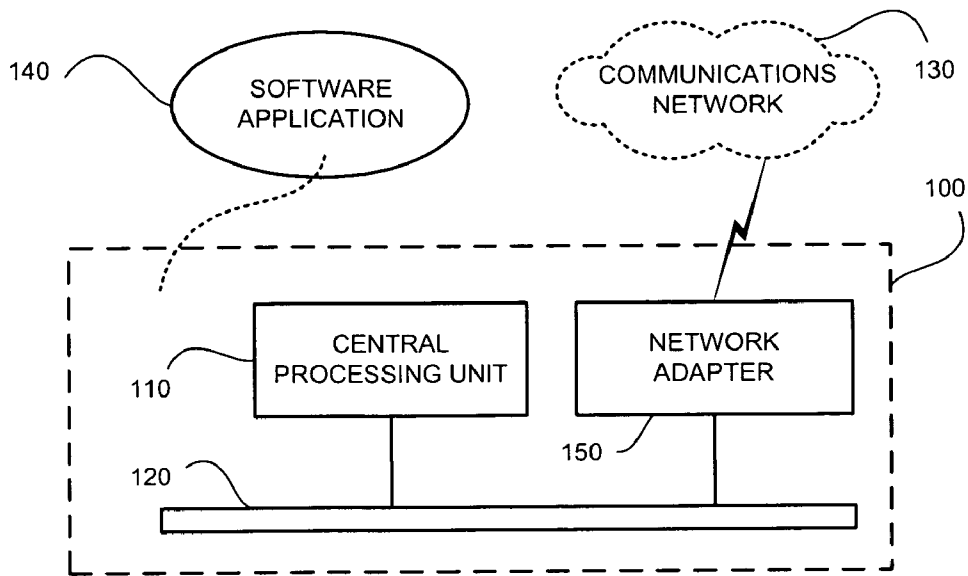 140
SOFTWARE
APPLICATION
COMMUNICATIONS
NETWORK
130
100
CENTRAL
PROCESSING UNIT
110
NETWORK
ADAPTER
150
120